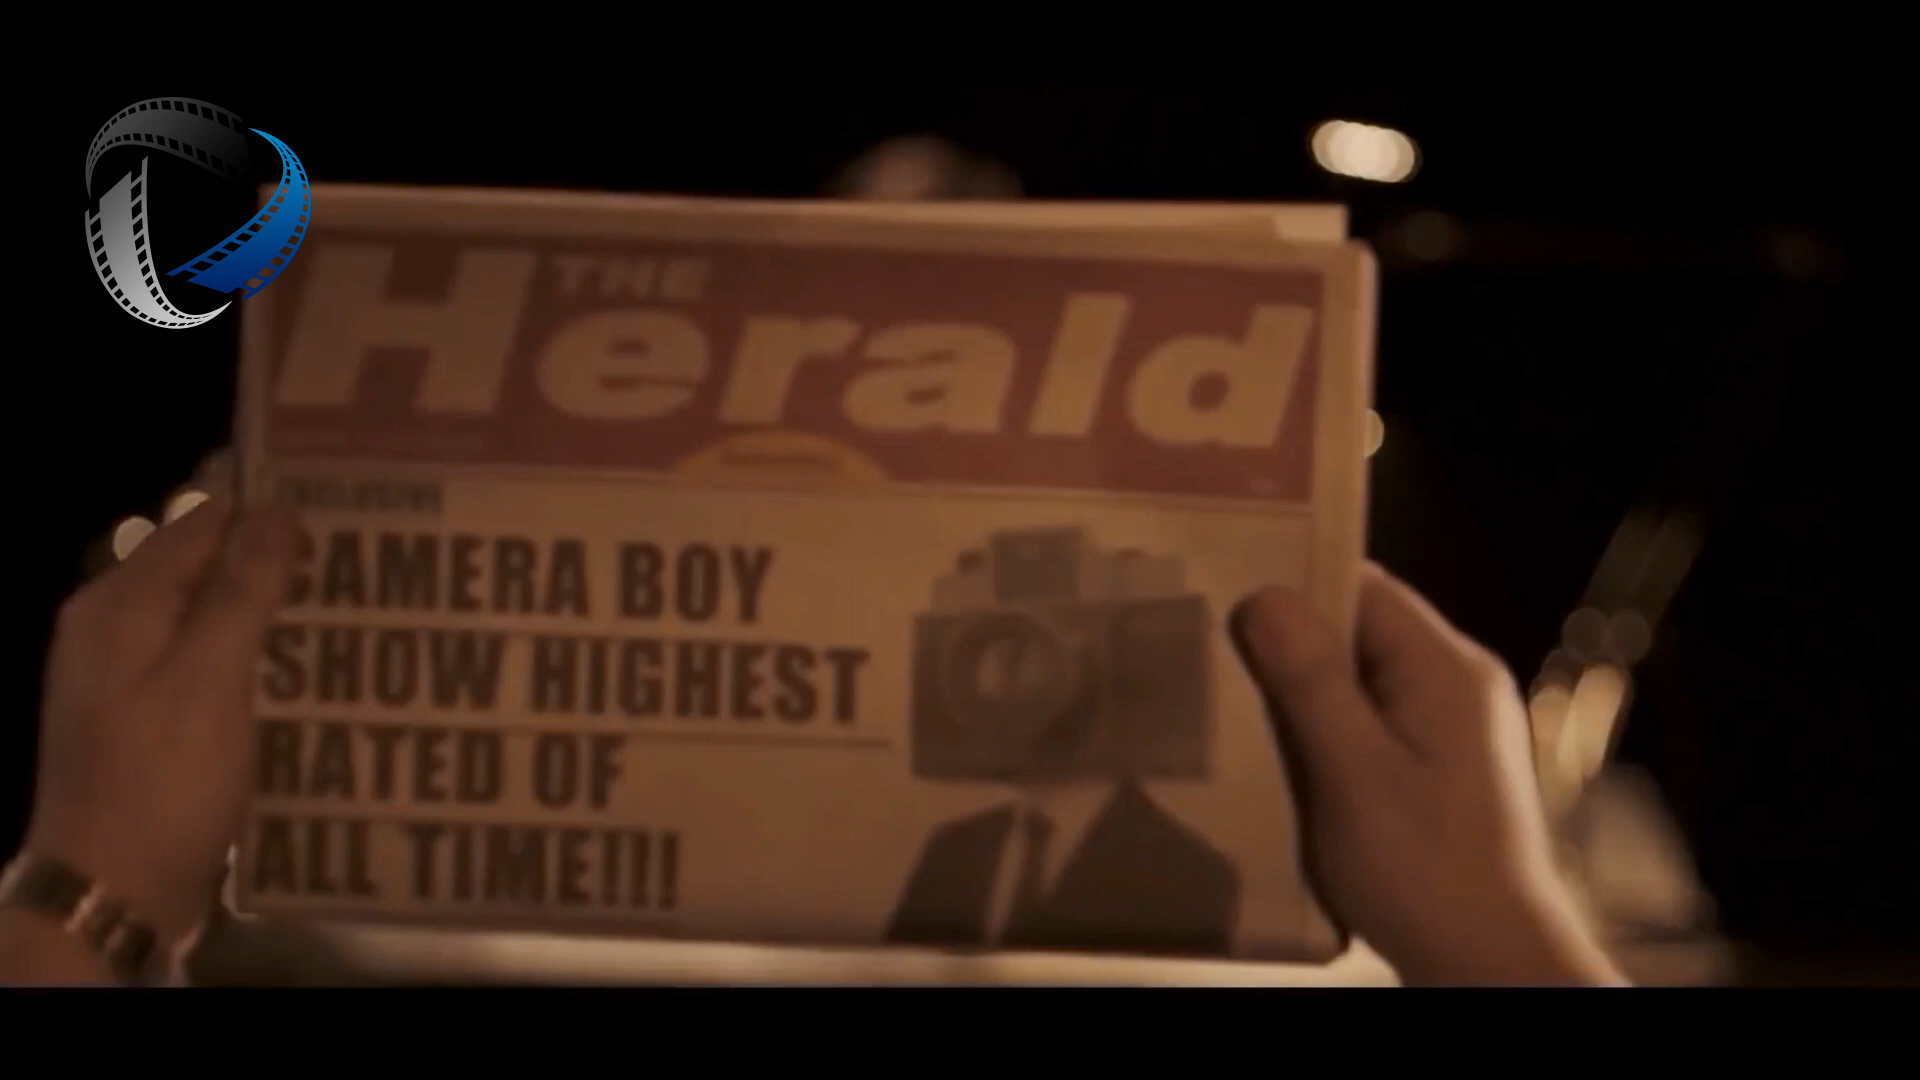 THE
Herald
CAMERA BOY
SHOW HIGHEST
RATED OF
ALL TIME!!!